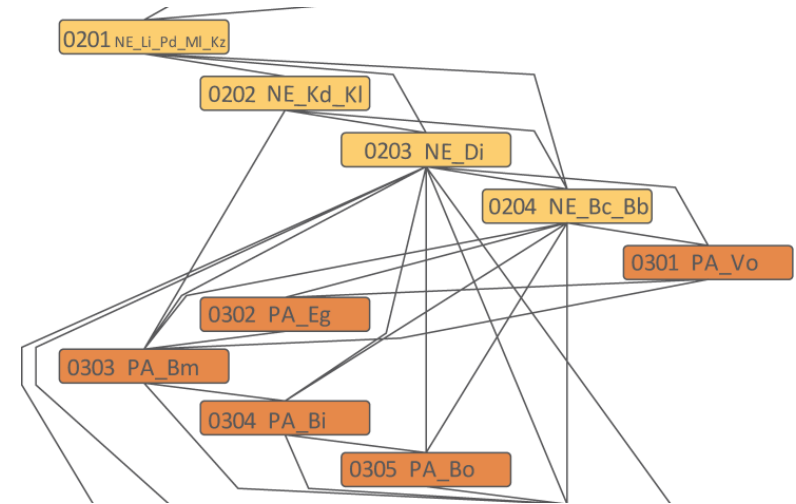 0201 NE_Li_Pd_Ml_Kz
0202 NE_Kd_Kl
0203 NE_Di
0204 NE_Bc_Bb
0301 PA_Vo
0302 PA_Eg
0303 PA_Bm
0304 PA_Bi
0305 PA_Bo